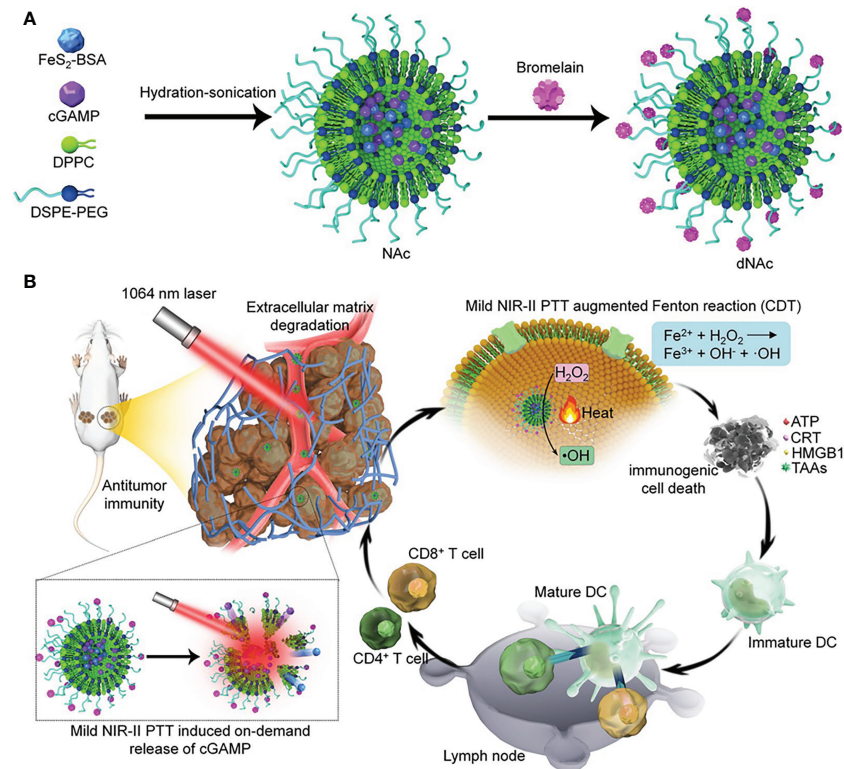 A
FeS₂-BSA
cGAMP
DPPC
DSPE-PEG
Hydration-sonication
NAc
Bromelain
dNAc
B
1064 nm laser
Extracellular matrix
degradation
Antitumor
immunity
Mild NIR-II PTT augmented Fenton reaction (CDT)
Fe²⁺ + H₂O₂ ⟶
Fe³⁺ + OH⁻ + ·OH
H₂O₂
Heat
•OH
immunogenic
cell death
ATP
CRT
HMGB1
TAAs
Immature DC
Mature DC
Lymph node
CD8⁺ T cell
CD4⁺ T cell
Mild NIR-II PTT induced on-demand
release of cGAMP